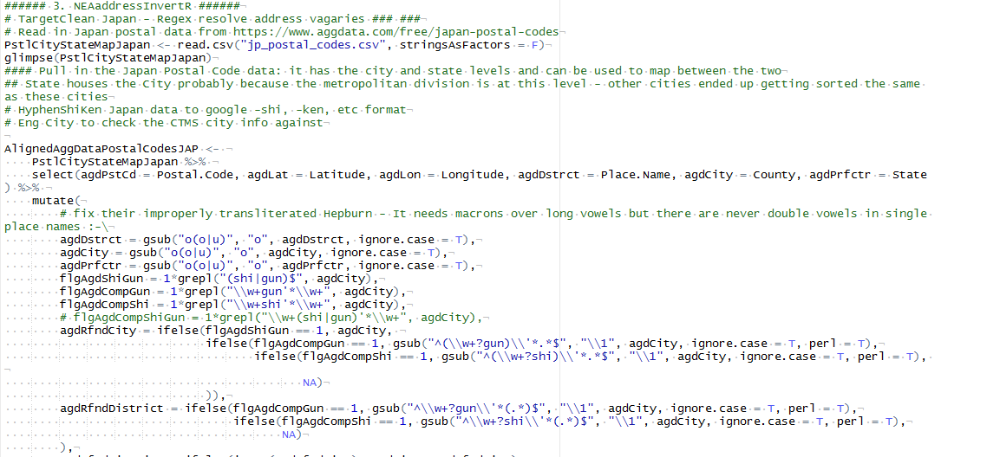 ###### 3. NEAaddressInvertR ######
# TargetClean Japan - Regex resolve address vagaries ### ###
# Read in Japan postal data from https://www.aggdata.com/free/japan-postal-codes
PstlCityStateMapJapan <- read.csv("jp_postal_codes.csv", stringsAsFactors = F)
glimpse(PstlCityStateMapJapan)
#### Pull in the Japan Postal Code data: it has the city and state levels and can be used to map between the two
## State houses the City probably because the metropolitan division is at this level - other cities ended up getting sorted the same
as these cities
# HyphenShiKen Japan data to google -shi, -ken, etc format
# Eng City to check the CTMS city info against
AlignedAggDataPostalCodesJAP <-
PstlCityStateMapJapan %>%
select(agdPstCd = Postal.Code, agdLat = Latitude, agdLon = Longitude, agdDstrct = Place.Name, agdCity = County, agdPrfctr = State
) %>%
mutate(
# fix their improperly transliterated Hepburn - It needs macrons over long vowels but there are never double vowels in single
place names :-\
agdDstrct = gsub("o(o|u)", "o", agdDstrct, ignore.case = T),
agdCity = gsub("o(o|u)", "o", agdCity, ignore.case = T),
agdPrfctr = gsub("o(o|u)", "o", agdPrfctr, ignore.case = T),
flgAgdShiGun = 1*grepl("(shi|gun)$", agdCity),
flgAgdCompGun = 1*grepl("\\w+gun'*\\w+", agdCity),
flgAgdCompShi = 1*grepl("\\w+shi'*\\w+", agdCity),
# flgAgdCompShiGun = 1*grepl("\\w+(shi|gun)'*\\w+", agdCity),
agdRfndCity = ifelse(flgAgdShiGun == 1, agdCity,
ifelse(flgAgdCompGun == 1, gsub("^(\\w+?gun)\\'*.*$", "\\1", agdCity, ignore.case = T, perl = T),
ifelse(flgAgdCompShi == 1, gsub("^(\\w+?shi)\\'*.*$", "\\1", agdCity, ignore.case = T, perl = T),
NA)
)),
agdRfndDistrict = ifelse(flgAgdCompGun == 1, gsub("^\\w+?gun\\'*(.*)$", "\\1", agdCity, ignore.case = T, perl = T),
ifelse(flgAgdCompShi == 1, gsub("^\\w+?shi\\'*(.*)$", "\\1", agdCity, ignore.case = T, perl = T),
NA)
),